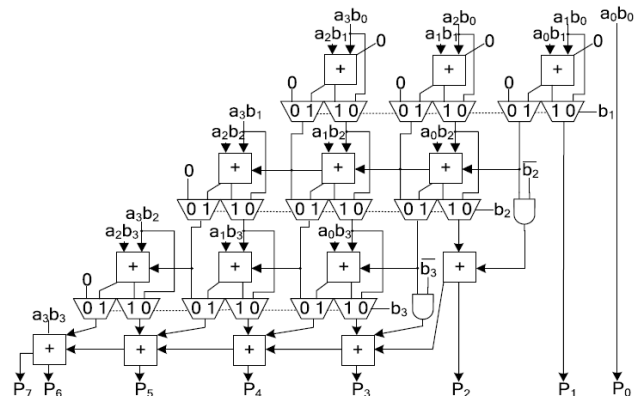 a₃b₀ a₂b₀ a₁b₀ a₀b₀
a₂b₁ 0 a₁b₁ 0 a₀b₁ 0
+ + +
0 0 0
0 1 1 0 0 1 1 0 0 1 1 0 b₁
a₃b₁
a₂b₂ a₁b₂ a₀b₂
0 + + + b̅₂
0 1 1 0 0 1 1 0 0 1 1 0 b₂
a₃b₂
a₂b₃ a₁b₃ a₀b₃
0 + + + b̅₃ +
0 1 1 0 0 1 1 0 0 1 1 0 b₃
a₃b₃
+ + + +
P₇ P₆ P₅ P₄ P₃ P₂ P₁ P₀